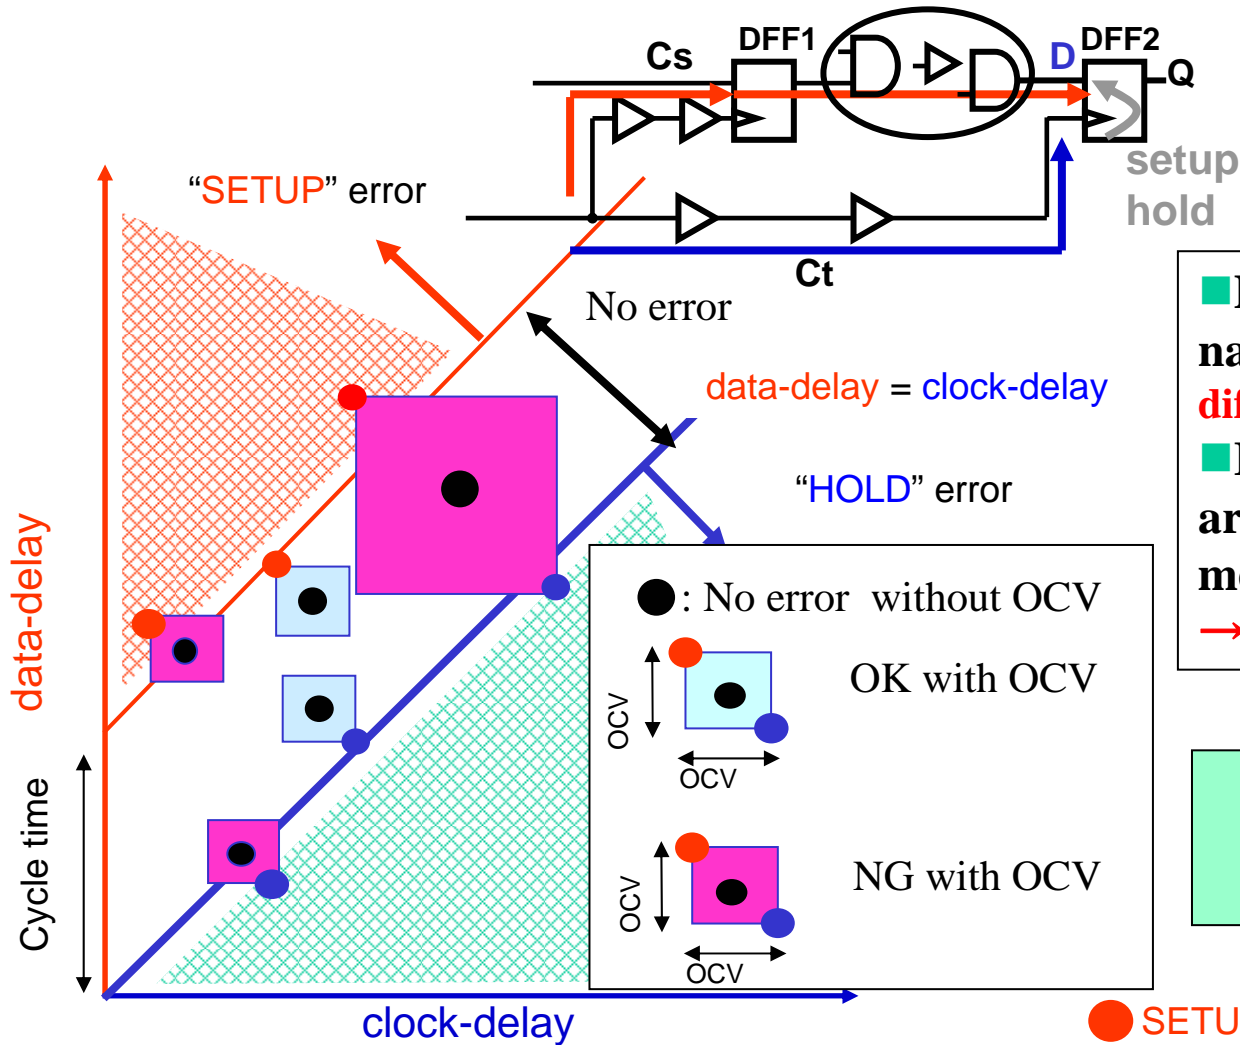 DFF1
DFF2
Cs
D
Q
setup
hold
Ct
“SETUP” error
No error
data-delay = clock-delay
“HOLD” error
data-delay
Cycle time
clock-delay
: No error without OCV
OK with OCV
OCV
OCV
NG with OCV
OCV
OCV